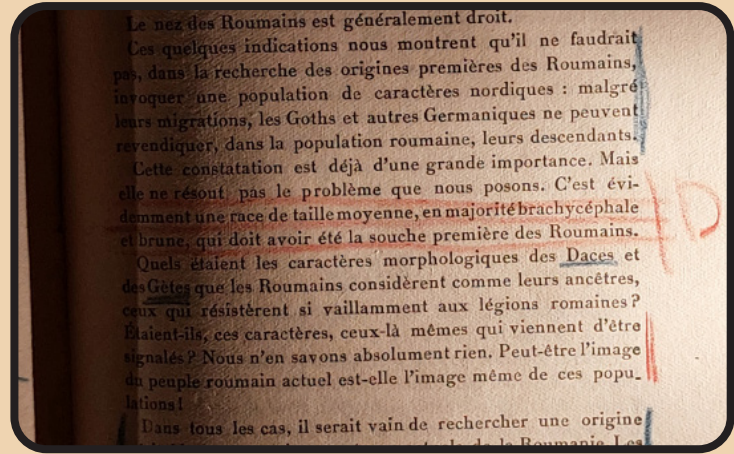 Le nez des Roumains est généralement droit.
Ces quelques indications nous montrent qu'il ne faudrait
pas, dans la recherche des origines premières des Roumains,
invoquer une population de caractères nordiques : malgré
leurs migrations, les Goths et autres Germaniques ne peuvent
revendiquer, dans la population roumaine, leurs descendants.
Cette constatation est déjà d'une grande importance. Mais
elle ne résout pas le problème que nous posons. C'est évi-
demment une race de taille moyenne, en majorité brachycéphale
et brune, qui doit avoir été la souche première des Roumains.
Quels étaient les caractères morphologiques des Daces et
des Gètes que les Roumains considèrent comme leurs ancêtres,
ceux qui résistèrent si vaillamment aux légions romaines ?
Étaient-ils, ces caractères, ceux-là mêmes qui viennent d'être
signalés ? Nous n'en savons absolument rien. Peut-être l'image
du peuple roumain actuel est-elle l'image même de ces popu-
lations !
Dans tous les cas, il serait vain de rechercher une origine
de la Roumanie. Les